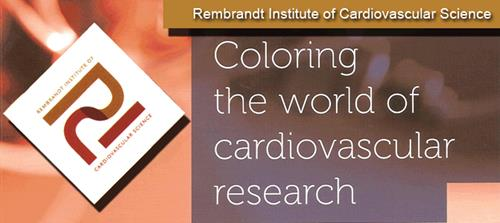 Rembrandt Institute of Cardiovascular Science
Coloring
the world of
cardiovascular
research
REMBRANDT INSTITUTE OF
CARDIOVASCULAR SCIENCE